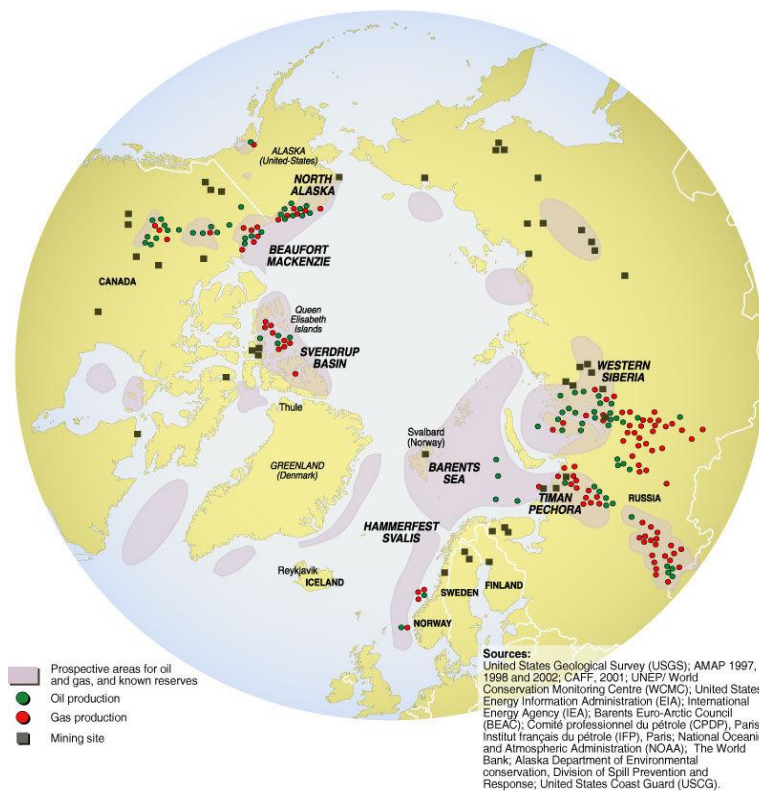 ALASKA
(United-States)
NORTH
ALASKA
BEAUFORT
MACKENZIE
CANADA
Queen
Elisabeth
Islands
SVERDRUP
BASIN
WESTERN
SIBERIA
Thule
Svalbard
(Norway)
GREENLAND
(Denmark)
BARENTS
SEA
TIMAN
PECHORA
RUSSIA
HAMMERFEST
SVALIS
Reykjavik
ICELAND
SWEDEN
FINLAND
NORWAY
Prospective areas for oil
and gas, and known reserves
Oil production
Gas production
Mining site
Sources:
United States Geological Survey (USGS); AMAP 1997,
1998 and 2002; CAFF, 2001; UNEP/ World
Conservation Monitoring Centre (WCMC); United States
Energy Information Administration (EIA); International
Energy Agency (IEA); Barents Euro-Arctic Council
(BEAC); Comité professionnel du pétrole (CPDP), Paris
Institut français du pétrole (IFP), Paris; National Oceanic
and Atmospheric Administration (NOAA); The World
Bank; Alaska Department of Environmental
conservation, Division of Spill Prevention and
Response; United States Coast Guard (USCG).